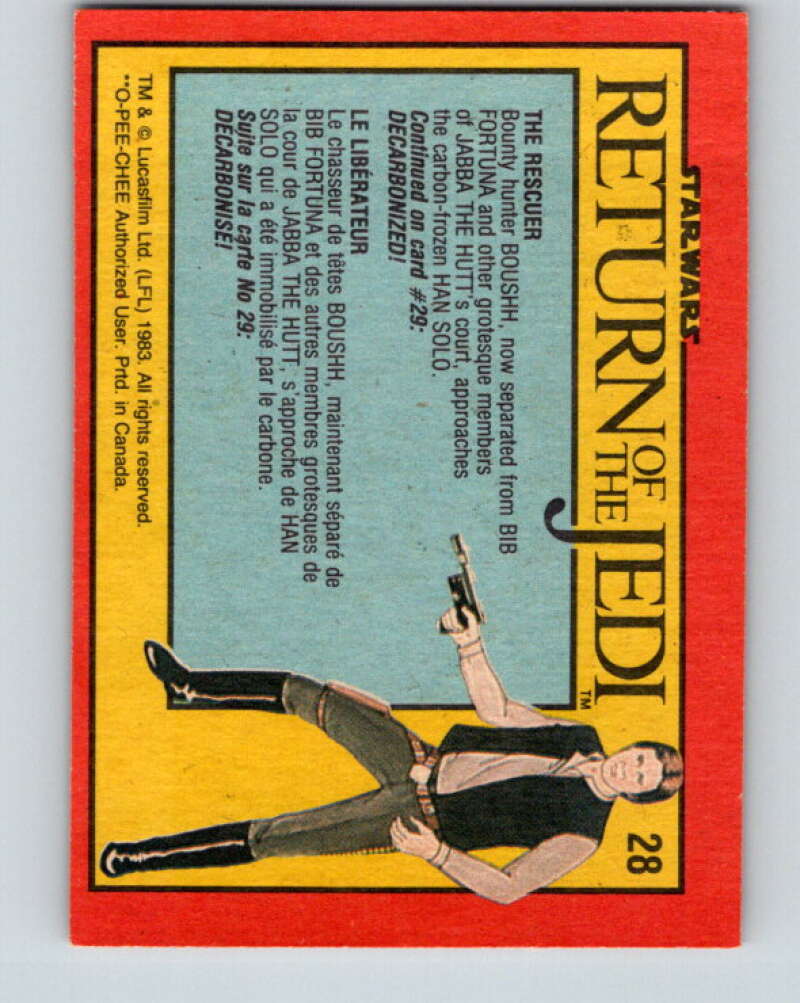 STAR WARS
RETURN OF THE JEDI
TM
28
THE RESCUER
Bounty hunter BOUSHH, now separated from BIB
FORTUNA and other grotesque members
of JABBA THE HUTT's court, approaches
the carbon-frozen HAN SOLO.
Continued on card #29:
DECARBONIZED!
LE LIBÉRATEUR
Le chasseur de têtes BOUSHH, maintenant séparé de
BIB FORTUNA et des autres membres grotesques de
la cour de JABBA THE HUTT, s'approche de HAN
SOLO qui a été immobilisé par le carbone.
Suite sur la carte No 29:
DÉCARBONISÉ!
TM & © Lucasfilm Ltd. (LFL) 1983. All rights reserved.
**O-PEE-CHEE Authorized User. Prtd. in Canada.